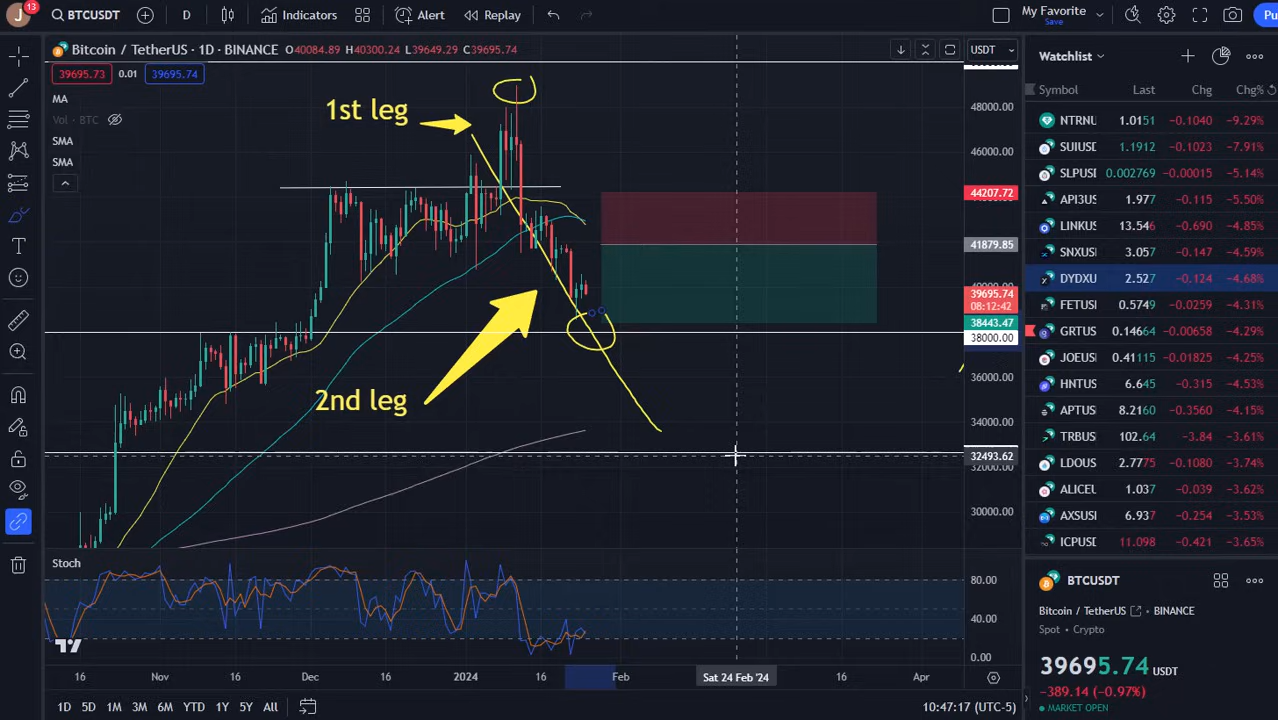 J 13 BTCUSDT D Indicators Alert Replay My Favorite Save Pu
Bitcoin / TetherUS · 1D · BINANCE O40084.89 H40300.24 L39649.29 C39695.74 USDT
39695.73 0.01 39695.74
MA
Vol · BTC
SMA
SMA
1st leg
2nd leg
48000.00
46000.00
44207.72
41879.85
39695.74
08:12:42
38443.47
38000.00
36000.00
34000.00
32493.62
32000.00
30000.00
Stoch
80.00
40.00
0.00
16 Nov 16 Dec 16 2024 16 Feb Sat 24 Feb '24 16 Apr
1D 5D 1M 3M 6M YTD 1Y 5Y All
10:47:17 (UTC-5)
Watchlist
Symbol Last Chg Chg%
NTRNU 1.0151 −0.1040 −9.29%
SUIUSI 1.1912 −0.1023 −7.91%
SLPUSI 0.002769 −0.00015 −5.14%
API3US 1.977 −0.115 −5.50%
LINKUS 13.546 −0.690 −4.85%
SNXUSI 3.057 −0.147 −4.59%
DYDXU 2.527 −0.124 −4.68%
FETUSI 0.5749 −0.0259 −4.31%
GRTUS 0.14664 −0.00658 −4.29%
JOEUSI 0.41115 −0.01825 −4.25%
HNTUS 6.645 −0.315 −4.53%
APTUS 8.2160 −0.3560 −4.15%
TRBUS 102.64 −3.84 −3.61%
LDOUS 2.7775 −0.1080 −3.74%
ALICEU 1.037 −0.039 −3.62%
AXSUSI 6.937 −0.254 −3.53%
ICPUSD 11.098 −0.421 −3.65%
BTCUSDT
Bitcoin / TetherUS · BINANCE
Spot · Crypto
39695.74 USDT
−389.14 (−0.97%)
MARKET OPEN